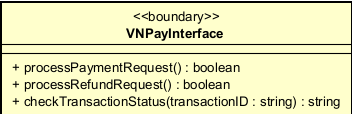 <<boundary>>
VNPayInterface
+ processPaymentRequest() : boolean
+ processRefundRequest() : boolean
+ checkTransactionStatus(transactionID : string) : string